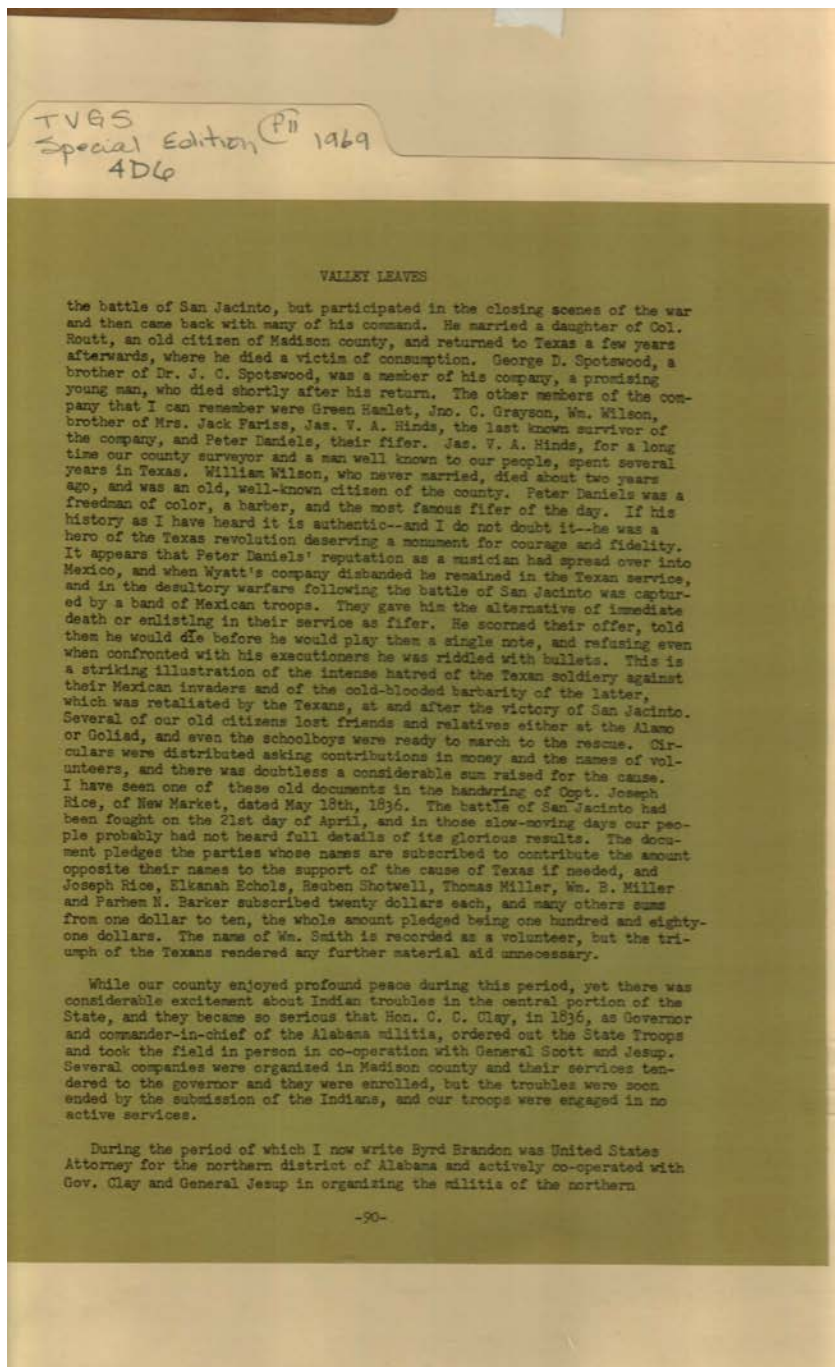 TVGS
Special Edition PII 1969
4D6
VALLEY LEAVES
the battle of San Jacinto, but participated in the closing scenes of the war
and then came back with many of his command. He married a daughter of Col.
Routt, an old citizen of Madison county, and returned to Texas a few years
afterwards, where he died a victim of consumption. George D. Spotswood, a
brother of Dr. J. C. Spotswood, was a member of his company, a promising
young man, who died shortly after his return. The other members of the com-
pany that I can remember were Green Hamlet, Jno. C. Grayson, Wm. Wilson,
brother of Mrs. Jack Fariss, Jas. V. A. Hinds, the last known survivor of
the company, and Peter Daniels, their fifer. Jas. V. A. Hinds, for a long
time our county surveyor and a man well known to our people, spent several
years in Texas. William Wilson, who never married, died about two years
ago, and was an old, well-known citizen of the county. Peter Daniels was a
freedman of color, a barber, and the most famous fifer of the day. If his
history as I have heard it is authentic--and I do not doubt it--he was a
hero of the Texas revolution deserving a monument for courage and fidelity.
It appears that Peter Daniels' reputation as a musician had spread over into
Mexico, and when Wyatt's company disbanded he remained in the Texan service,
and in the desultory warfare following the battle of San Jacinto was captur-
ed by a band of Mexican troops. They gave him the alternative of immediate
death or enlisting in their service as fifer. He scorned their offer, told
them he would die before he would play them a single note, and refusing even
when confronted with his executioners he was riddled with bullets. This is
a striking illustration of the intense hatred of the Texan soldiery against
their Mexican invaders and of the cold-blooded barbarity of the latter,
which was retaliated by the Texans, at and after the victory of San Jacinto.
Several of our old citizens lost friends and relatives either at the Alamo
or Goliad, and even the schoolboys were ready to march to the rescue. Cir-
culars were distributed asking contributions in money and the names of vol-
unteers, and there was doubtless a considerable sum raised for the cause.
I have seen one of these old documents in the handwring of Copt. Joseph
Rice, of New Market, dated May 18th, 1836. The battle of San Jacinto had
been fought on the 21st day of April, and in those slow-moving days our peo-
ple probably had not heard full details of its glorious results. The docu-
ment pledges the parties whose names are subscribed to contribute the amount
opposite their names to the support of the cause of Texas if needed, and
Joseph Rice, Elkanah Echols, Reuben Shotwell, Thomas Miller, Wm. B. Miller
and Parhem N. Barker subscribed twenty dollars each, and many others sums
from one dollar to ten, the whole amount pledged being one hundred and eighty-
one dollars. The name of Wm. Smith is recorded as a volunteer, but the tri-
umph of the Texans rendered any further material aid unnecessary.
While our county enjoyed profound peace during this period, yet there was
considerable excitement about Indian troubles in the central portion of the
State, and they became so serious that Hon. C. C. Clay, in 1836, as Governor
and commander-in-chief of the Alabama militia, ordered out the State Troops
and took the field in person in co-operation with General Scott and Jesup.
Several companies were organized in Madison county and their services ten-
dered to the governor and they were enrolled, but the troubles were soon
ended by the submission of the Indians, and our troops were engaged in no
active services.
During the period of which I now write Byrd Brandon was United States
Attorney for the northern district of Alabama and actively co-operated with
Gov. Clay and General Jesup in organizing the militia of the northern
-90-